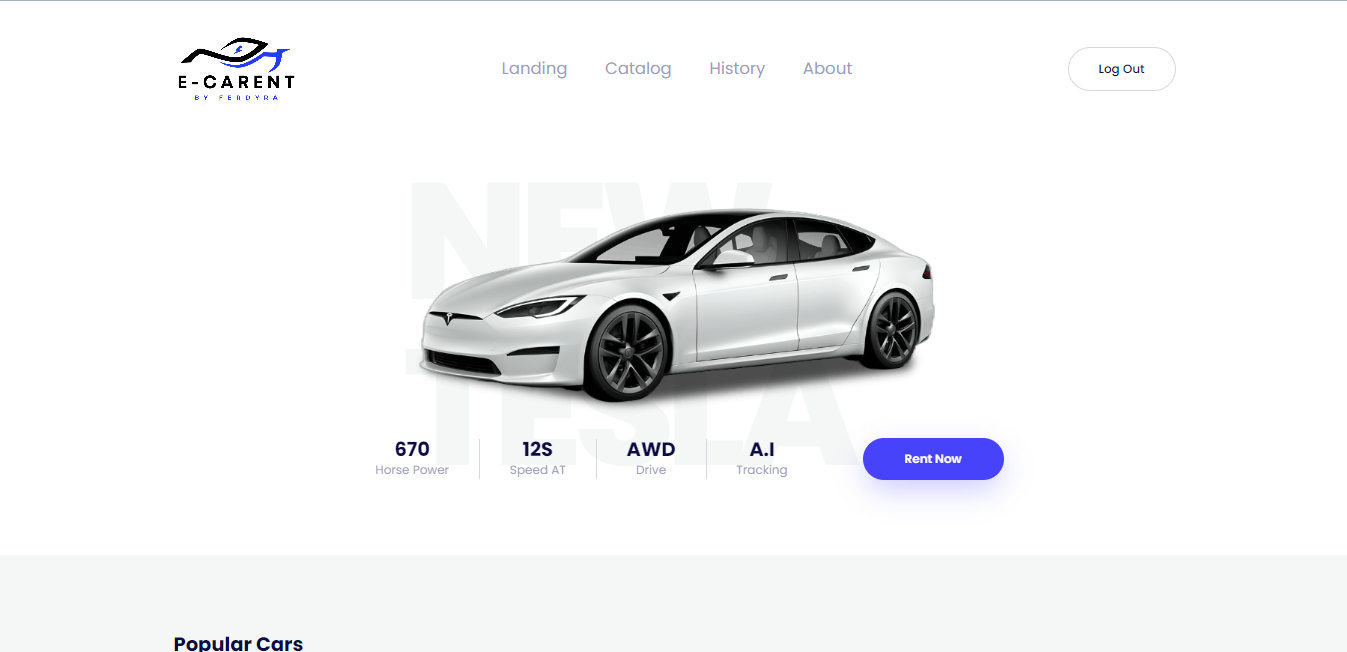 E-CARENT
BY FERDYRA
Landing
Catalog
History
About
Log Out
NEW
TESLA
670
Horse Power
12S
Speed AT
AWD
Drive
A.I
Tracking
Rent Now
Popular Cars